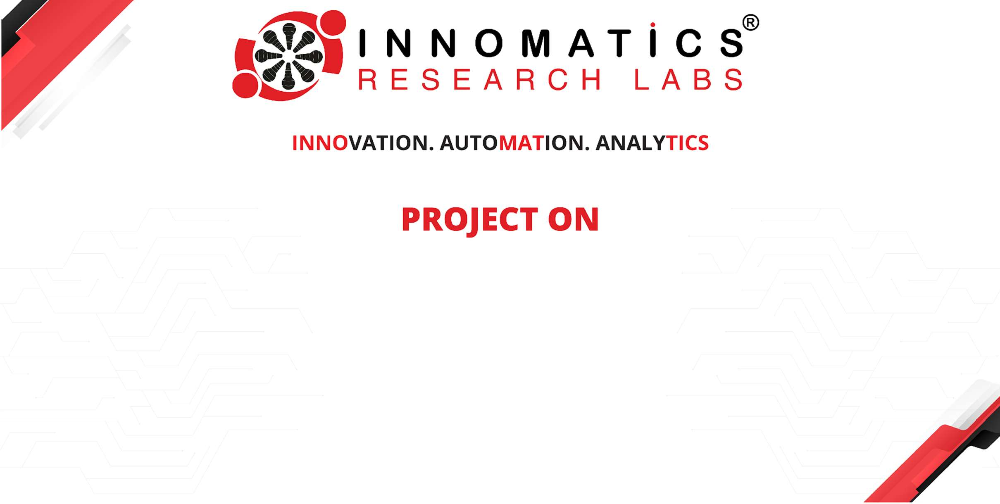 INNOMATiCS®
RESEARCH LABS
INNOVATION. AUTOMATION. ANALYTICS
PROJECT ON